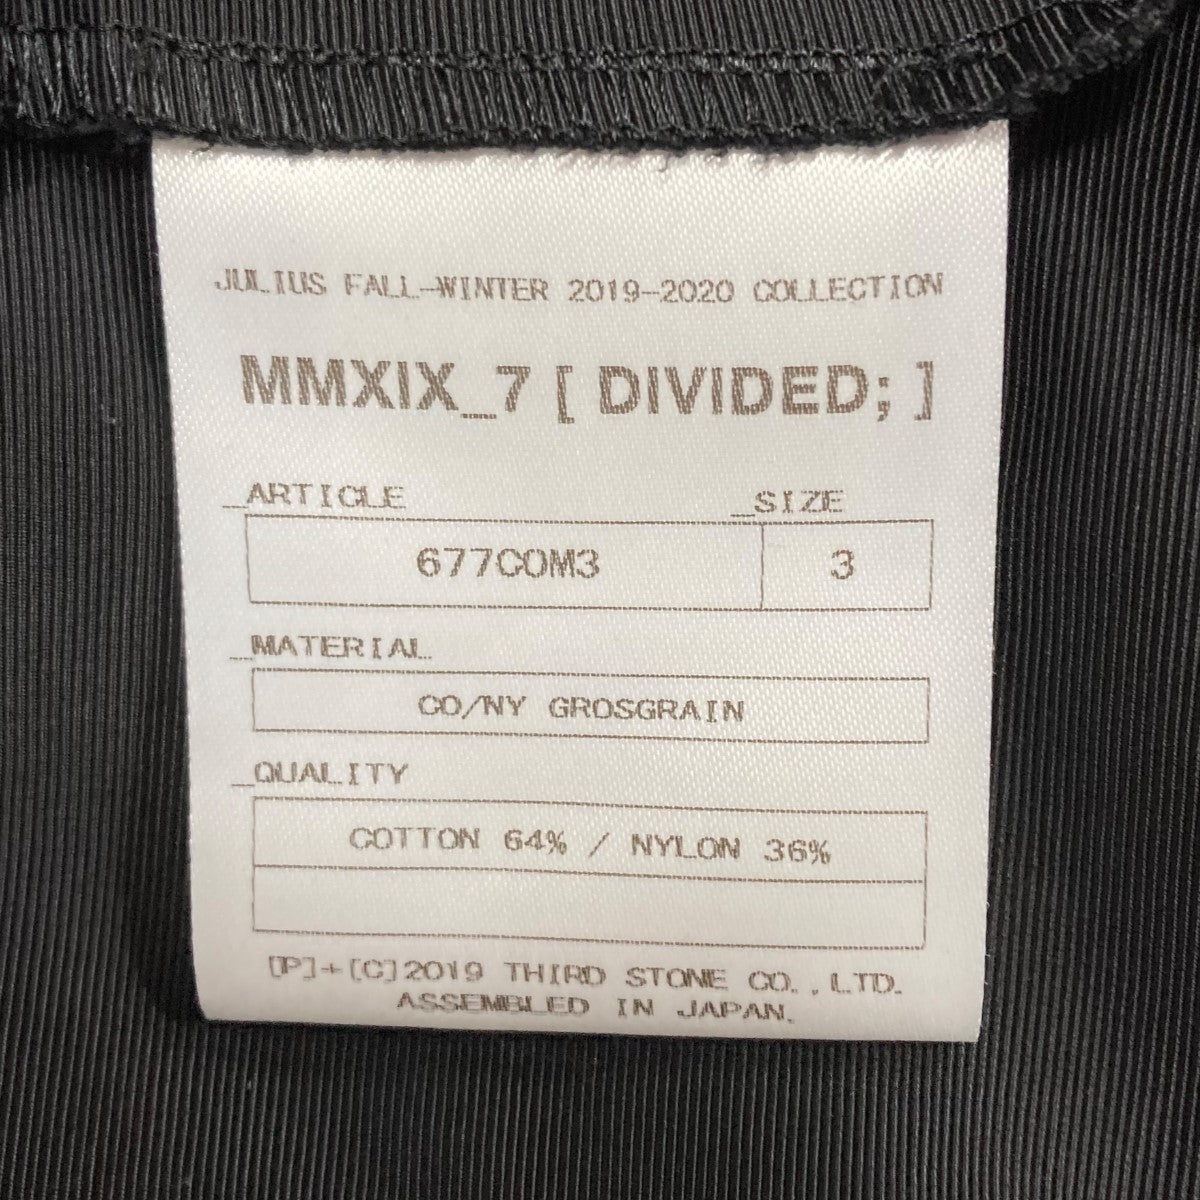 JULIUS FALL-WINTER 2019-2020 COLLECTION
MMXIX_7 [ DIVIDED; ]
_ARTICLE _SIZE
677COM3 3
_MATERIAL
CO/NY GROSGRAIN
_QUALITY
COTTON 64% / NYLON 36%
[P]+[C]2019 THIRD STONE CO.,LTD.
ASSEMBLED IN JAPAN.